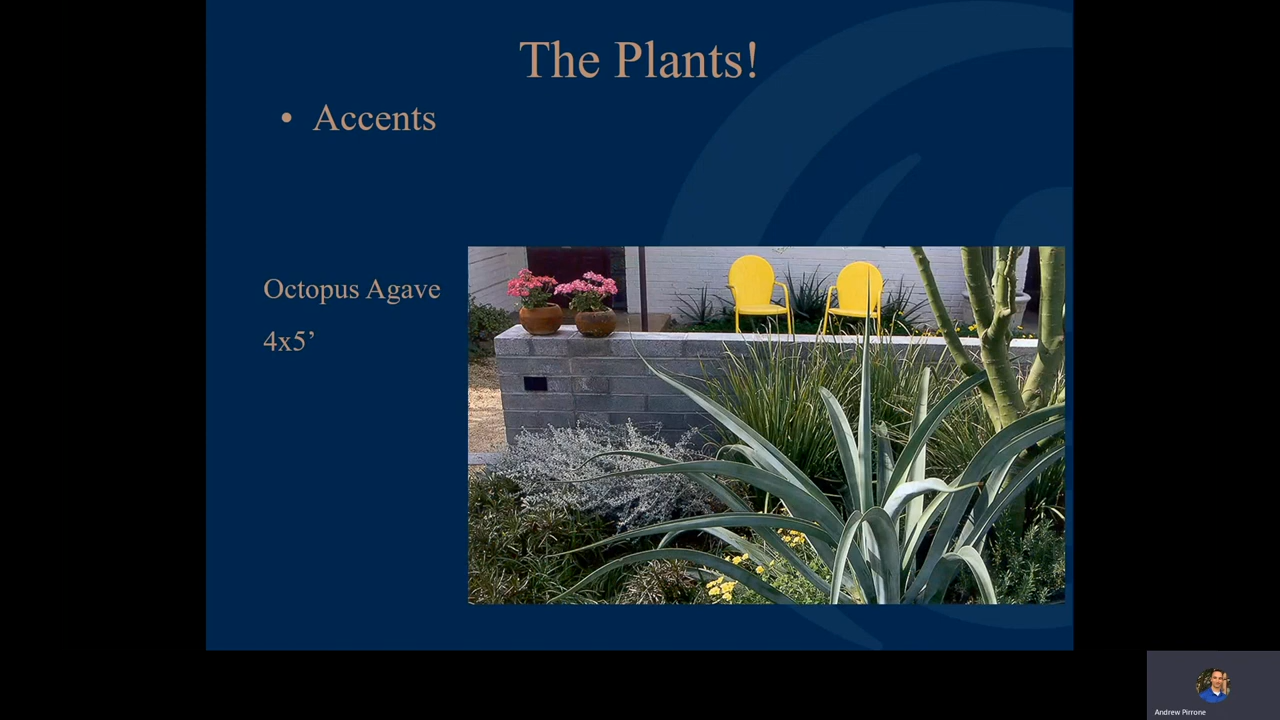 The Plants!
• Accents
Octopus Agave
4x5’
Andrew Pirrone